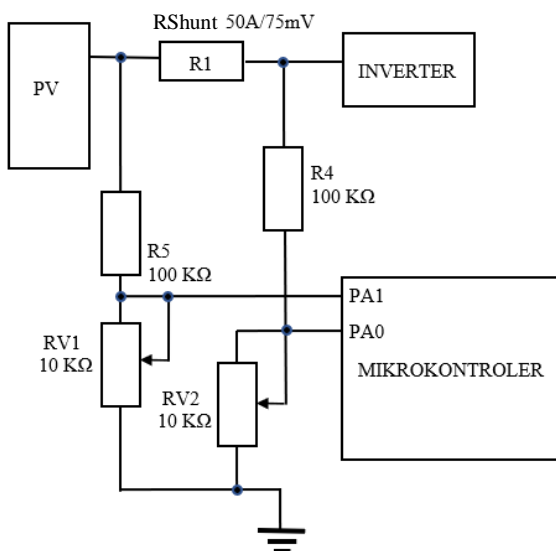 RShunt 50A/75mV
PV
R1
INVERTER
R4
100 KΩ
R5
100 KΩ
PA1
PA0
RV1
10 KΩ
RV2
10 KΩ
MIKROKONTROLER